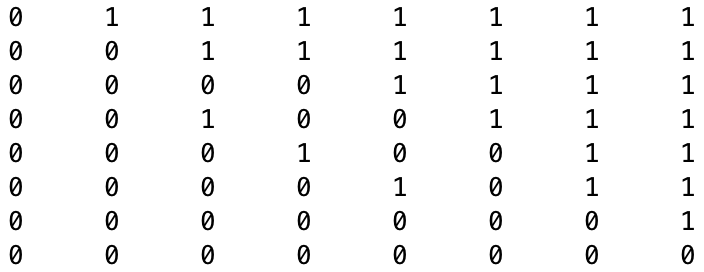 0 1 1 1 1 1 1 1
0 0 1 1 1 1 1 1
0 0 0 0 1 1 1 1
0 0 1 0 0 1 1 1
0 0 0 1 0 0 1 1
0 0 0 0 1 0 1 1
0 0 0 0 0 0 0 1
0 0 0 0 0 0 0 0